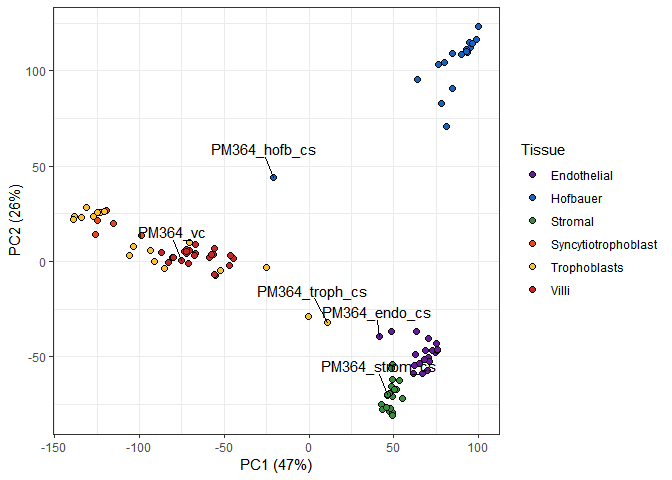 100
50
0
-50
-150
-100
-50
0
50
100
PC2 (26%)
PC1 (47%)
PM364_hofb_cs
PM364_vc
PM364_troph_cs
PM364_endo_cs
PM364_strom_cs
Tissue
Endothelial
Hofbauer
Stromal
Syncytiotrophoblast
Trophoblasts
Villi